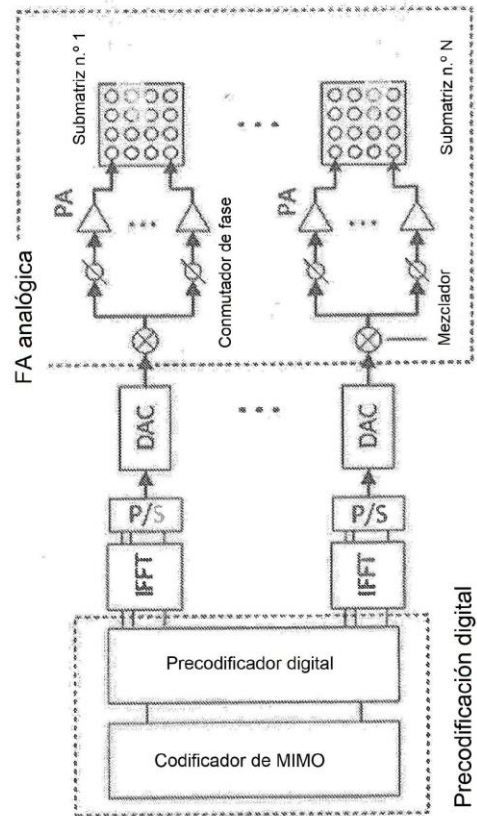 FA analógica
Submatriz n.º 1
PA
Conmutador de fase
DAC
P/S
IFFT
Submatriz n.º N
PA
Mezclador
DAC
P/S
IFFT
Precodificador digital
Codificador de MIMO
Precodificación digital